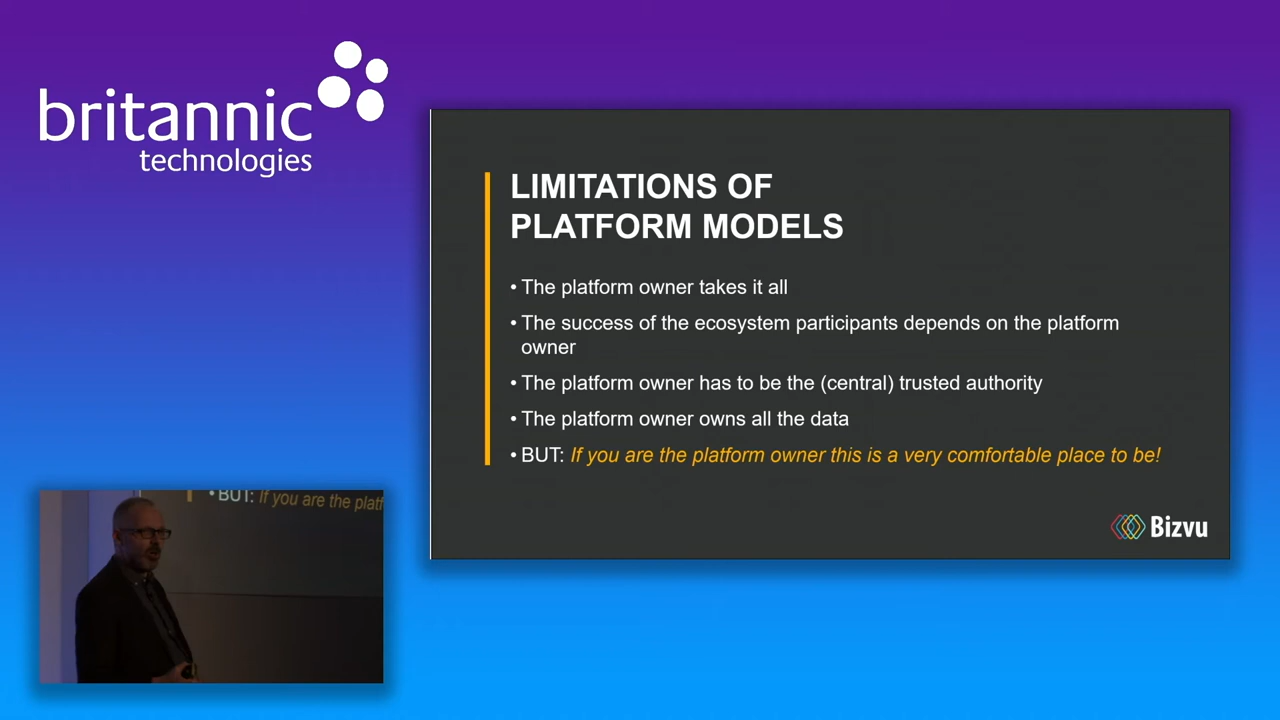 britannic
technologies
LIMITATIONS OF
PLATFORM MODELS
• The platform owner takes it all
• The success of the ecosystem participants depends on the platform
owner
• The platform owner has to be the (central) trusted authority
• The platform owner owns all the data
• BUT: If you are the platform owner this is a very comfortable place to be!
Bizvu
• BUT: If you are the platf